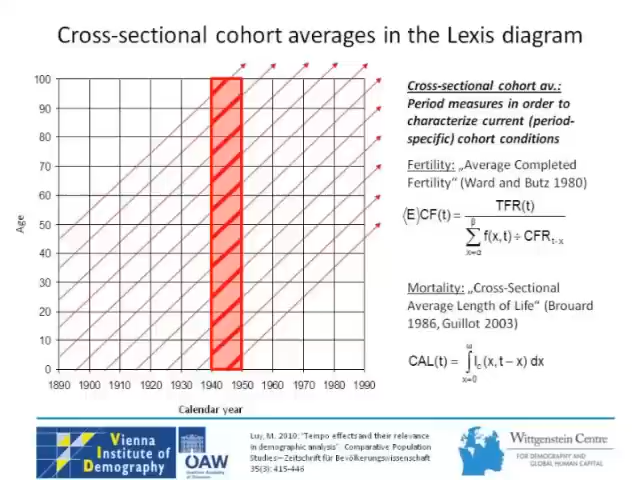 Cross-sectional cohort averages in the Lexis diagram
100
90
80
70
60
50
40
30
20
10
0
Age
1890 1900 1910 1920 1930 1940 1950 1960 1970 1980 1990
Calendar year
Cross-sectional cohort av.:
Period measures in order to
characterize current (period-
specific) cohort conditions
Fertility: „Average Completed
Fertility“ (Ward and Butz 1980)
(E)CF(t) = TFR(t)
β
∑ f(x,t) ÷ CFR t-x
x=α
Mortality: „Cross-Sectional
Average Length of Life“ (Brouard
1986, Guillot 2003)
ω
CAL(t) = ∫ lc(x,t − x) dx
x=0
Vienna
Institute of
Demography
ÖAW
Luy, M. 2010: "Tempo effects and their relevance
in demographic analysis". Comparative Population
Studies – Zeitschrift für Bevölkerungswissenschaft
35(3): 415-446
Wittgenstein Centre
FOR DEMOGRAPHY AND
GLOBAL HUMAN CAPITAL